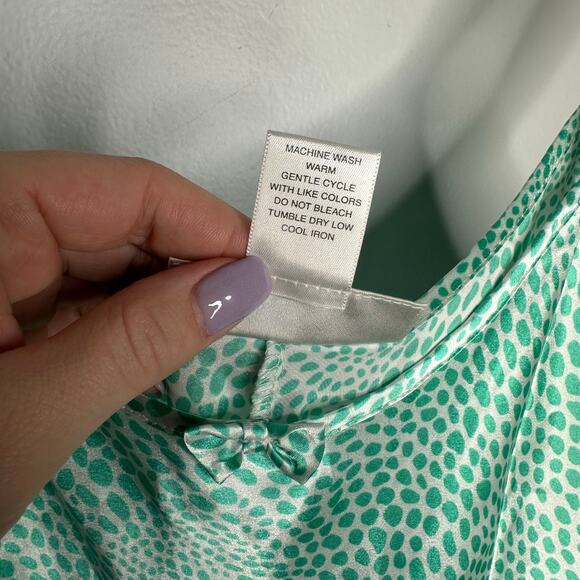 MACHINE WASH
WARM
GENTLE CYCLE
WITH LIKE COLORS
DO NOT BLEACH
TUMBLE DRY LOW
COOL IRON